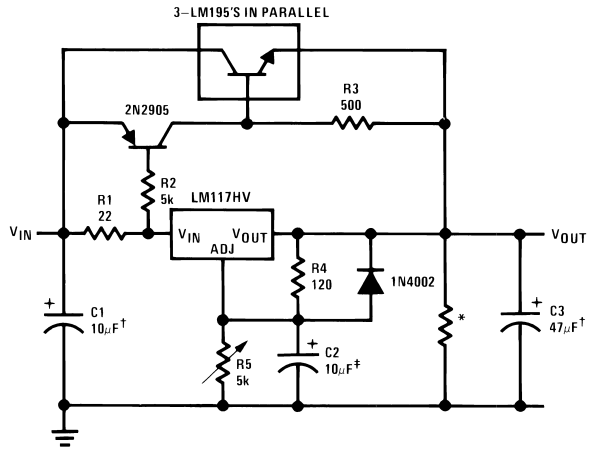 3–LM195'S IN PARALLEL
2N2905
R3
500
R2
5k
R1
22
LM117HV
VIN
VIN
VOUT
ADJ
VOUT
R4
120
1N4002
*
C1
10μF†
R5
5k
C2
10μF‡
C3
47μF†